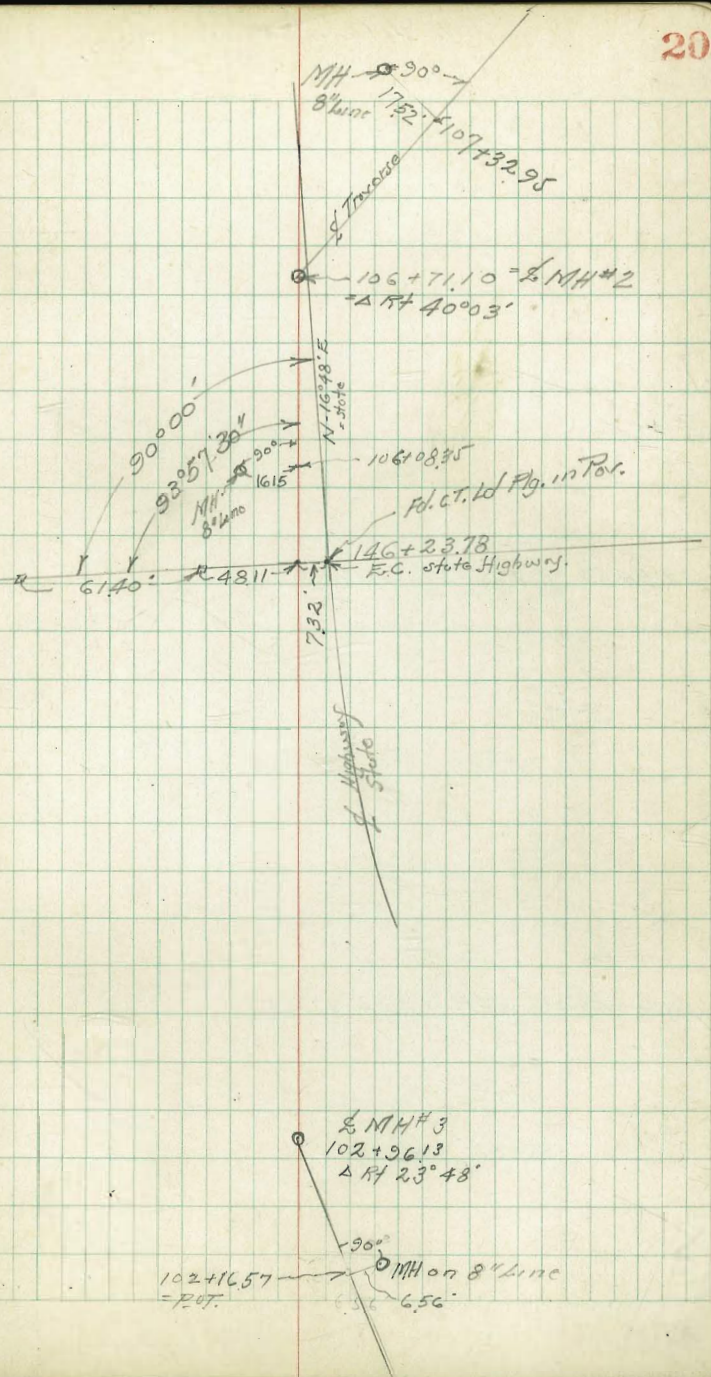 20
MH 90°
8" Line
17.52'
107+32.95
℄ Traverse
106+71.10 = ℄ MH#2
= Δ Rt 40°03'
N-16°48'E
= State
90°00'
93°57'30"
90°
MH
8" Line
16.15
106+08.35
Fd. CT. Ld Plg. in Pav.
146+23.78
E.C. State Highway.
61.40'
48.11
7.32'
℄ Highway
State
℄ MH#3
102+96.13
Δ Rt 23°48'
90°
MH on 8" Line
102+16.57
= P.O.T.
6.56
6.56'